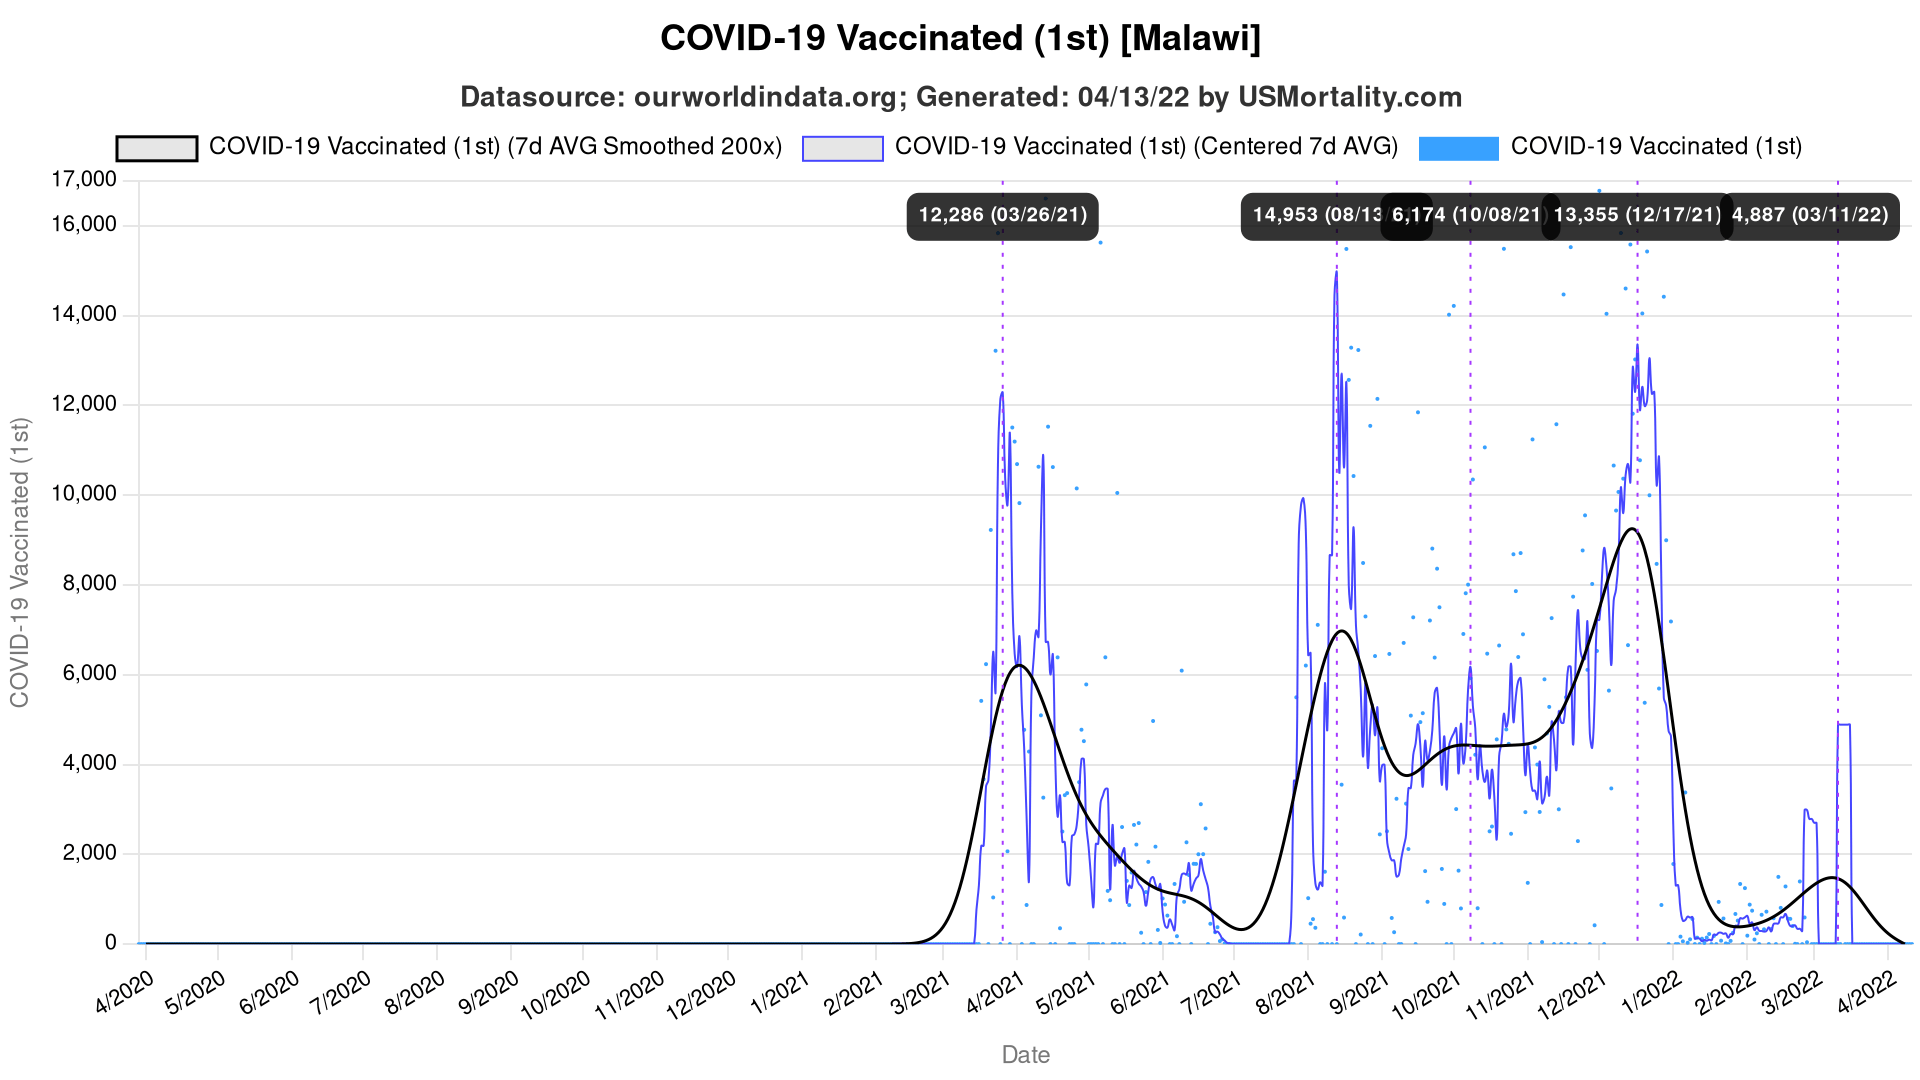 COVID-19 Vaccinated (1st) [Malawi]
Datasource: ourworldindata.org; Generated: 04/13/22 by USMortality.com
COVID-19 Vaccinated (1st) (7d AVG Smoothed 200x) COVID-19 Vaccinated (1st) (Centered 7d AVG) COVID-19 Vaccinated (1st)
17,000
16,000
14,000
12,000
10,000
8,000
6,000
4,000
2,000
0
COVID-19 Vaccinated (1st)
12,286 (03/26/21) 14,953 (08/13/ 6,174 (10/08/21) 13,355 (12/17/21) 4,887 (03/11/22)
4/2020 5/2020 6/2020 7/2020 8/2020 9/2020 10/2020 11/2020 12/2020 1/2021 2/2021 3/2021 4/2021 5/2021 6/2021 7/2021 8/2021 9/2021 10/2021 11/2021 12/2021 1/2022 2/2022 3/2022 4/2022
Date